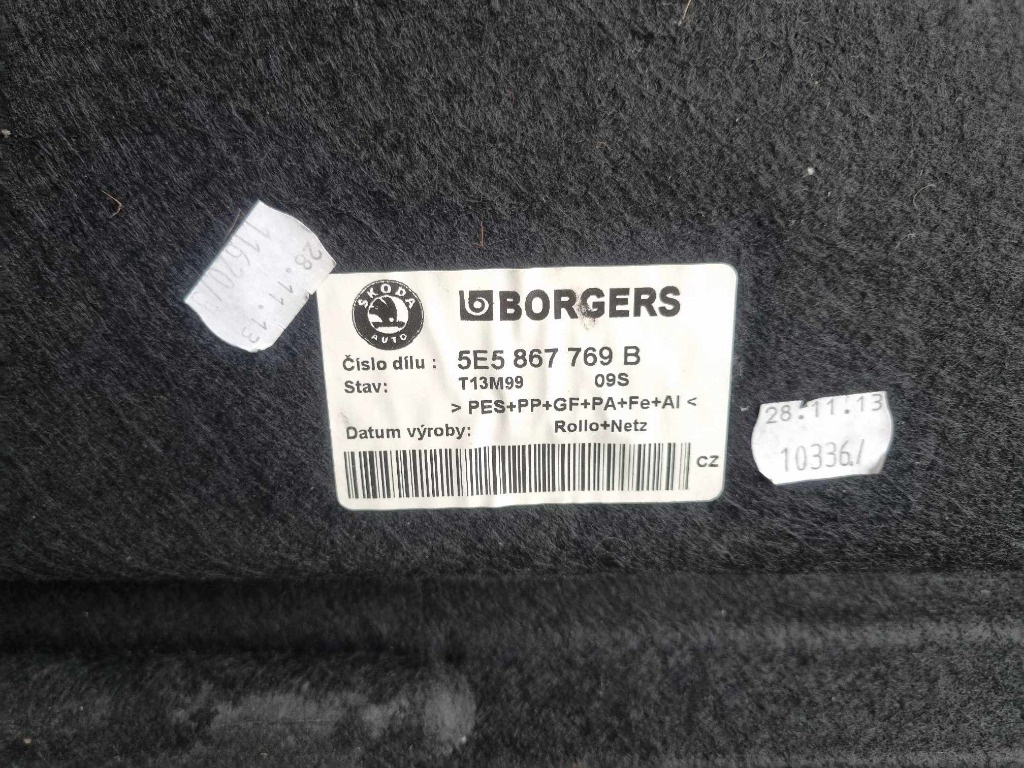 28.11.13
ŠKODA
AUTO
BORGERS
Číslo dílu : 5E5 867 769 B
Stav: T13M99 09S
> PES+PP+GF+PA+Fe+Al <
Datum výroby: Rollo+Netz
CZ
28.11.13
10336/